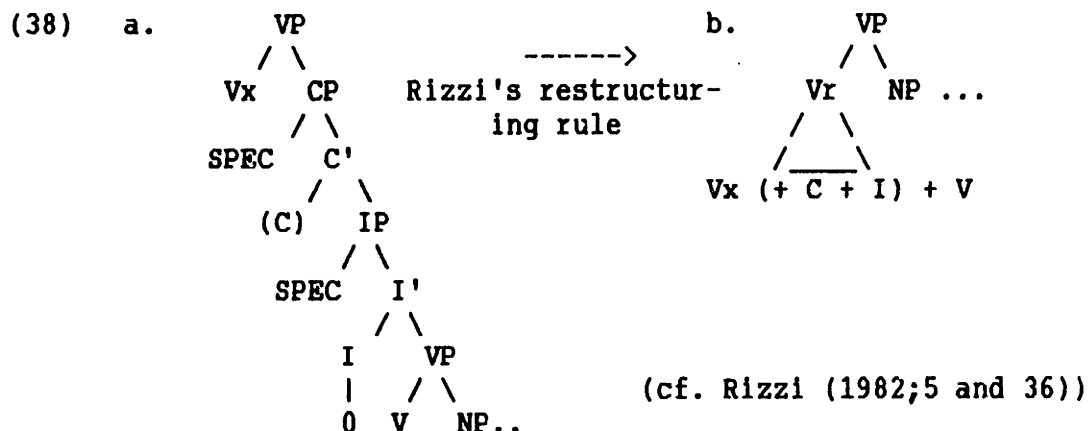 (38) a. VP b. VP
/ \ ------> / \
Vx CP Rizzi's restructur- Vr NP ...
/ \ ing rule / \
SPEC C' / \
/ \ Vx (+ C + I) + V
(C) IP
/ \
SPEC I'
/ \
I VP
| / \ (cf. Rizzi (1982;5 and 36))
0 V NP..